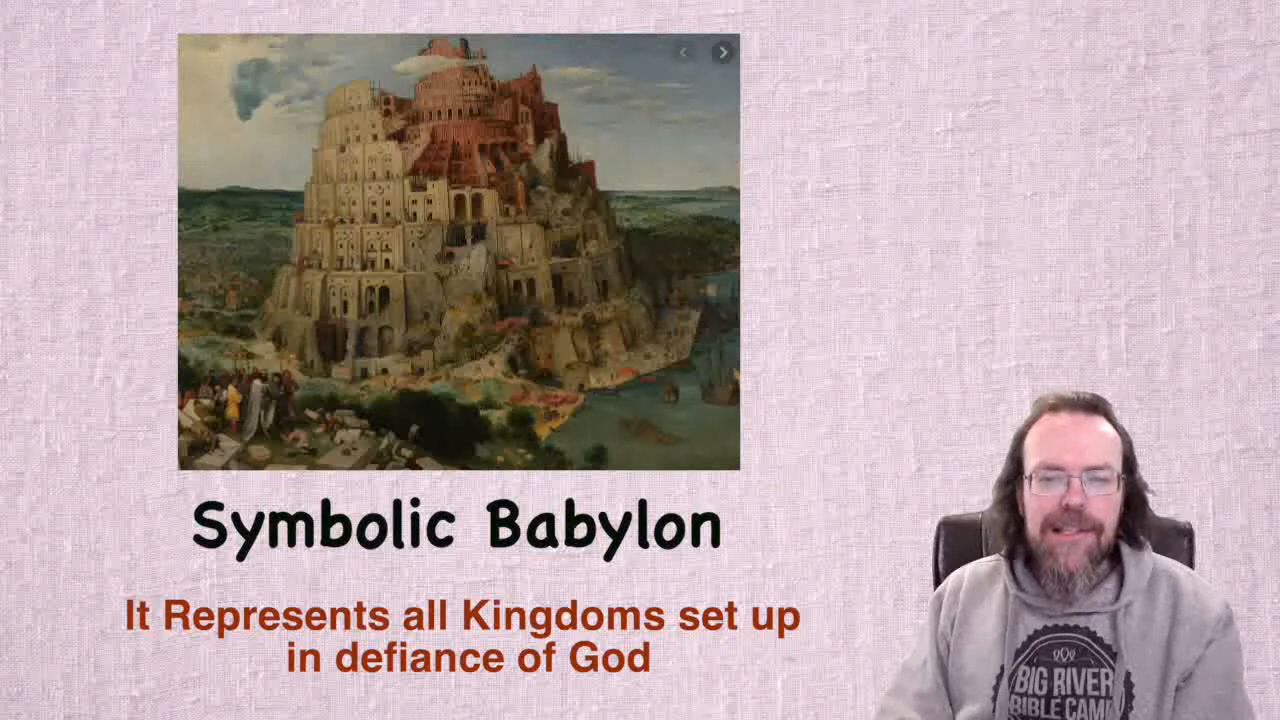 Symbolic Babylon
It Represents all Kingdoms set up
in defiance of God
BIG RIVER
BIBLE CAMP